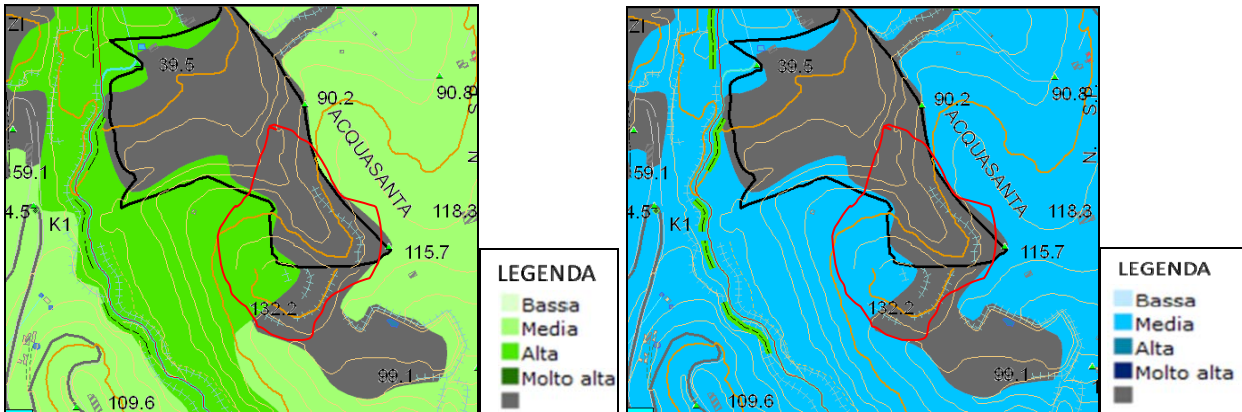 ZI
39.5
90.2
90.8
S.P.
N.
ACQUASANTA
59.1
4.5
K1
118.3
115.7
132.2
99.1
109.6
LEGENDA
Bassa
Media
Alta
Molto alta
ZI
39.5
90.2
90.8
S.P.
N.
ACQUASANTA
59.1
4.5
K1
118.3
115.7
132.2
99.1
109.6
LEGENDA
Bassa
Media
Alta
Molto alta